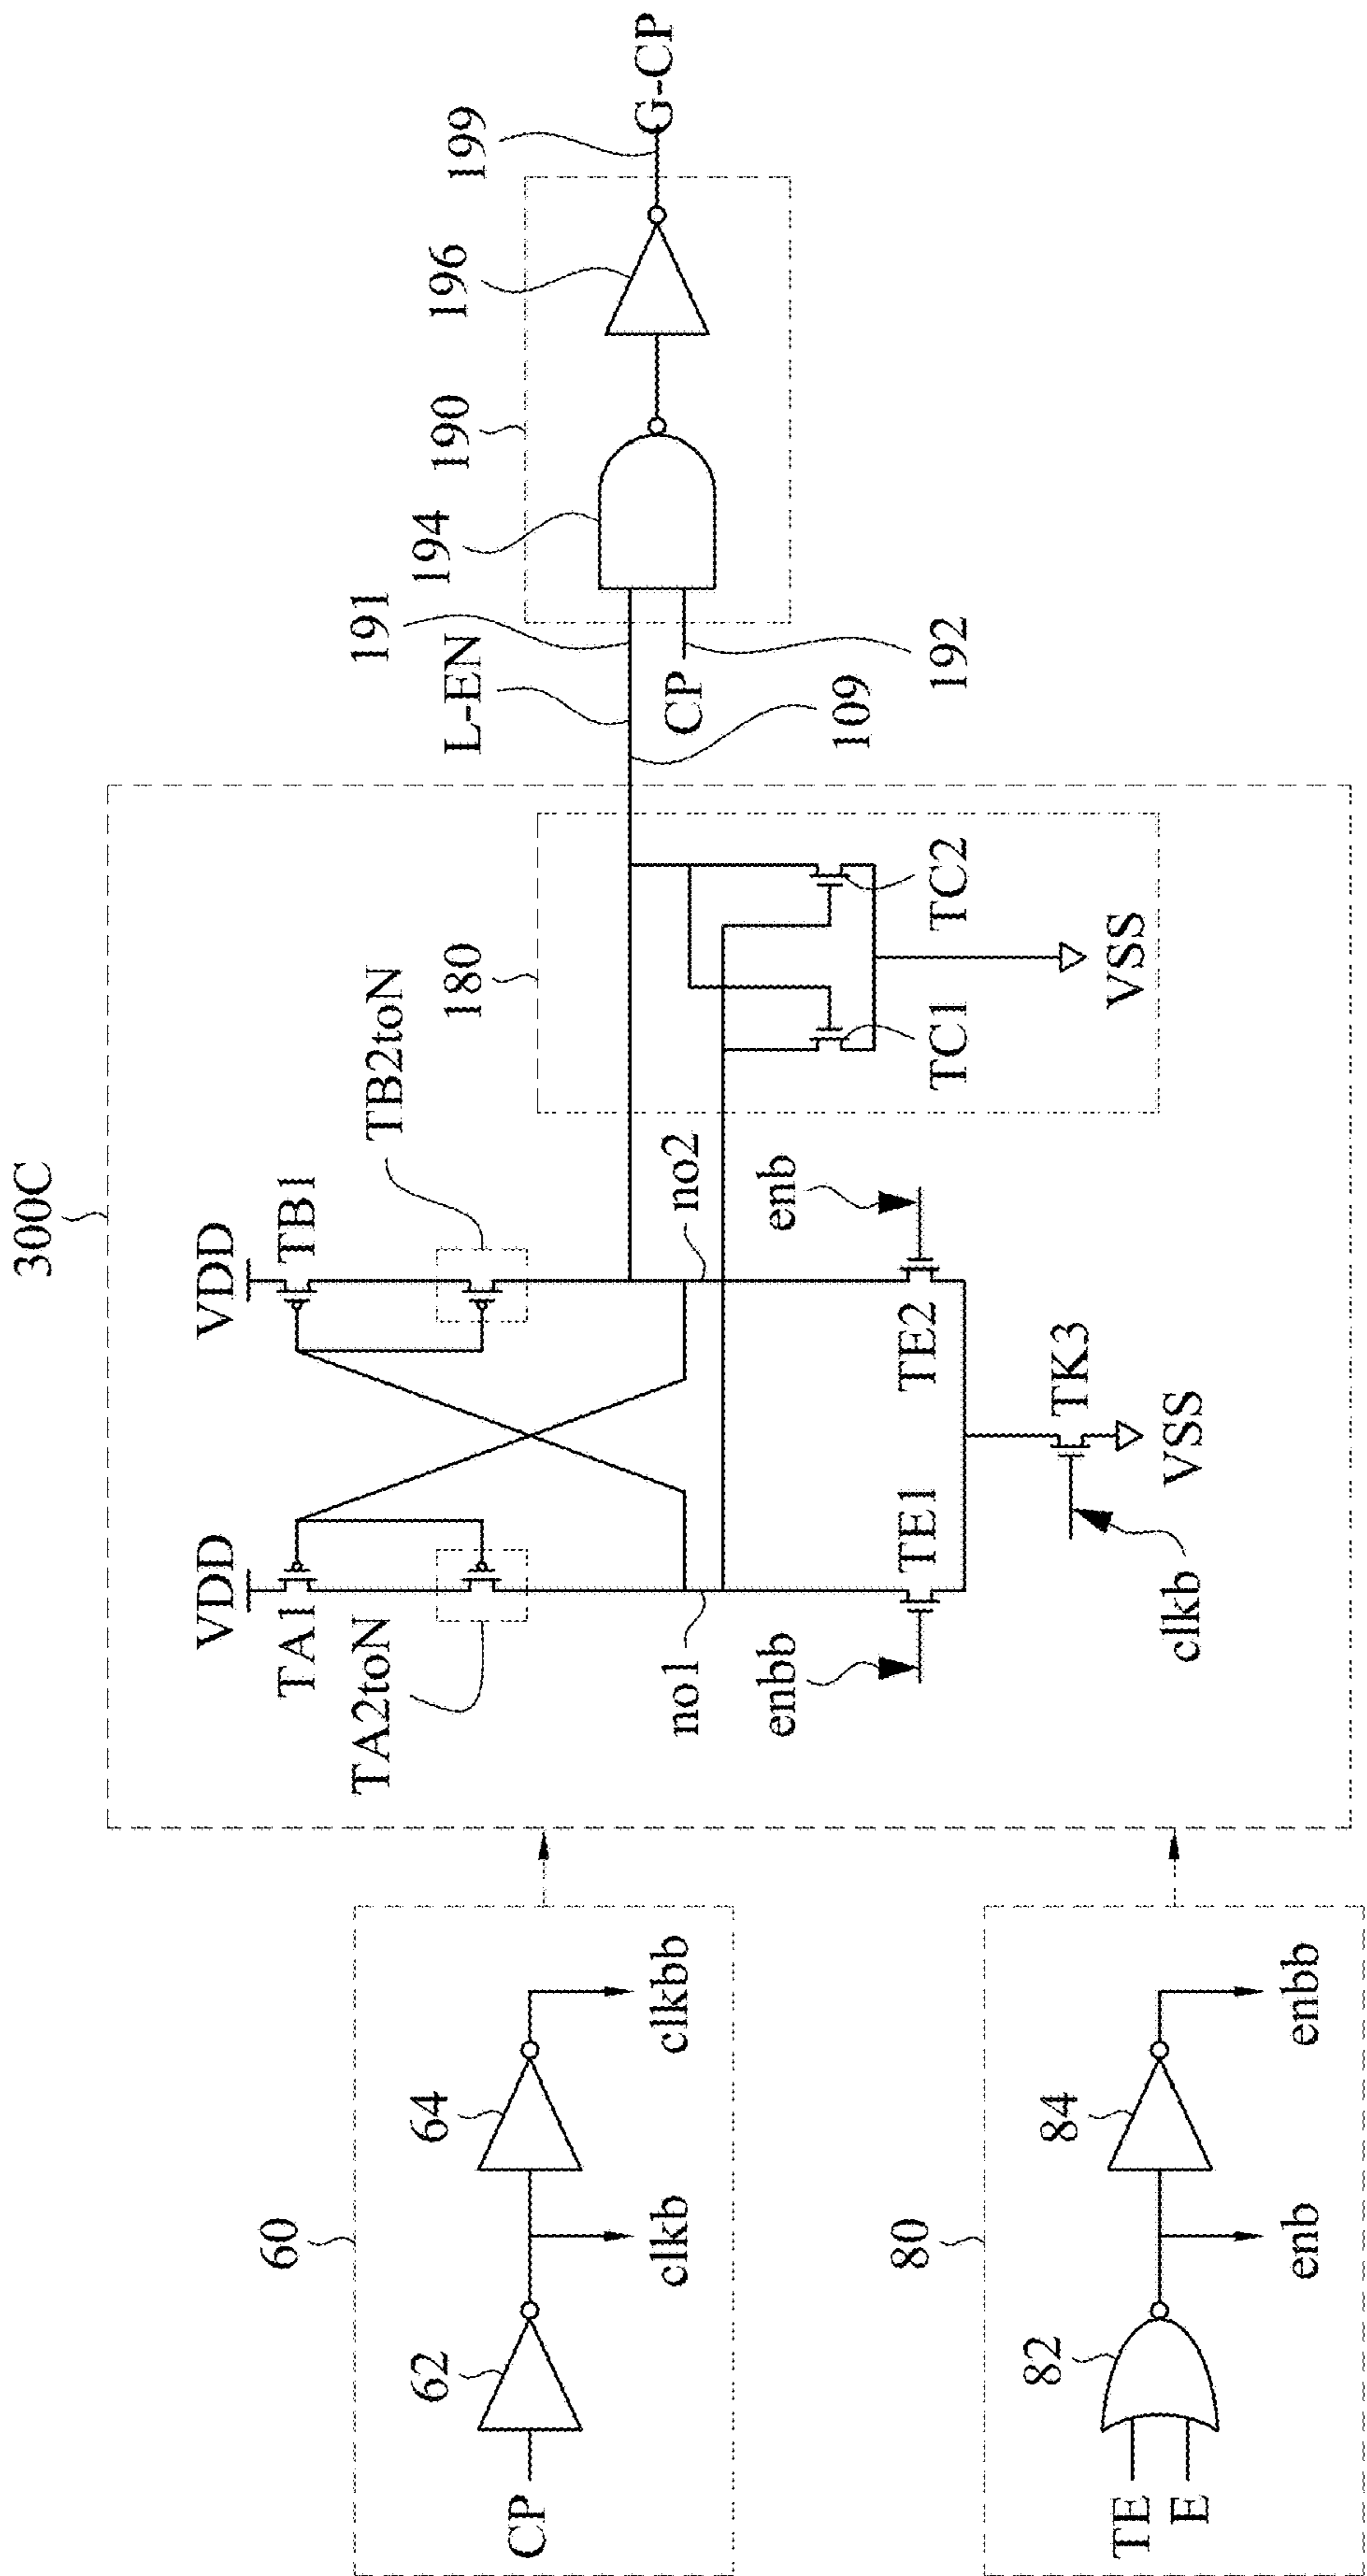 300C
60
62
64
CP
clkb
clkbb
80
82
84
TE
E
enb
enbb
VDD
VDD
TA1
TB1
TA2toN
TB2toN
no1
no2
enbb
enb
TE1
TE2
TK3
clkb
VSS
180
TC1
TC2
VSS
109
L-EN
191
CP
192
190
194
196
199
G-CP